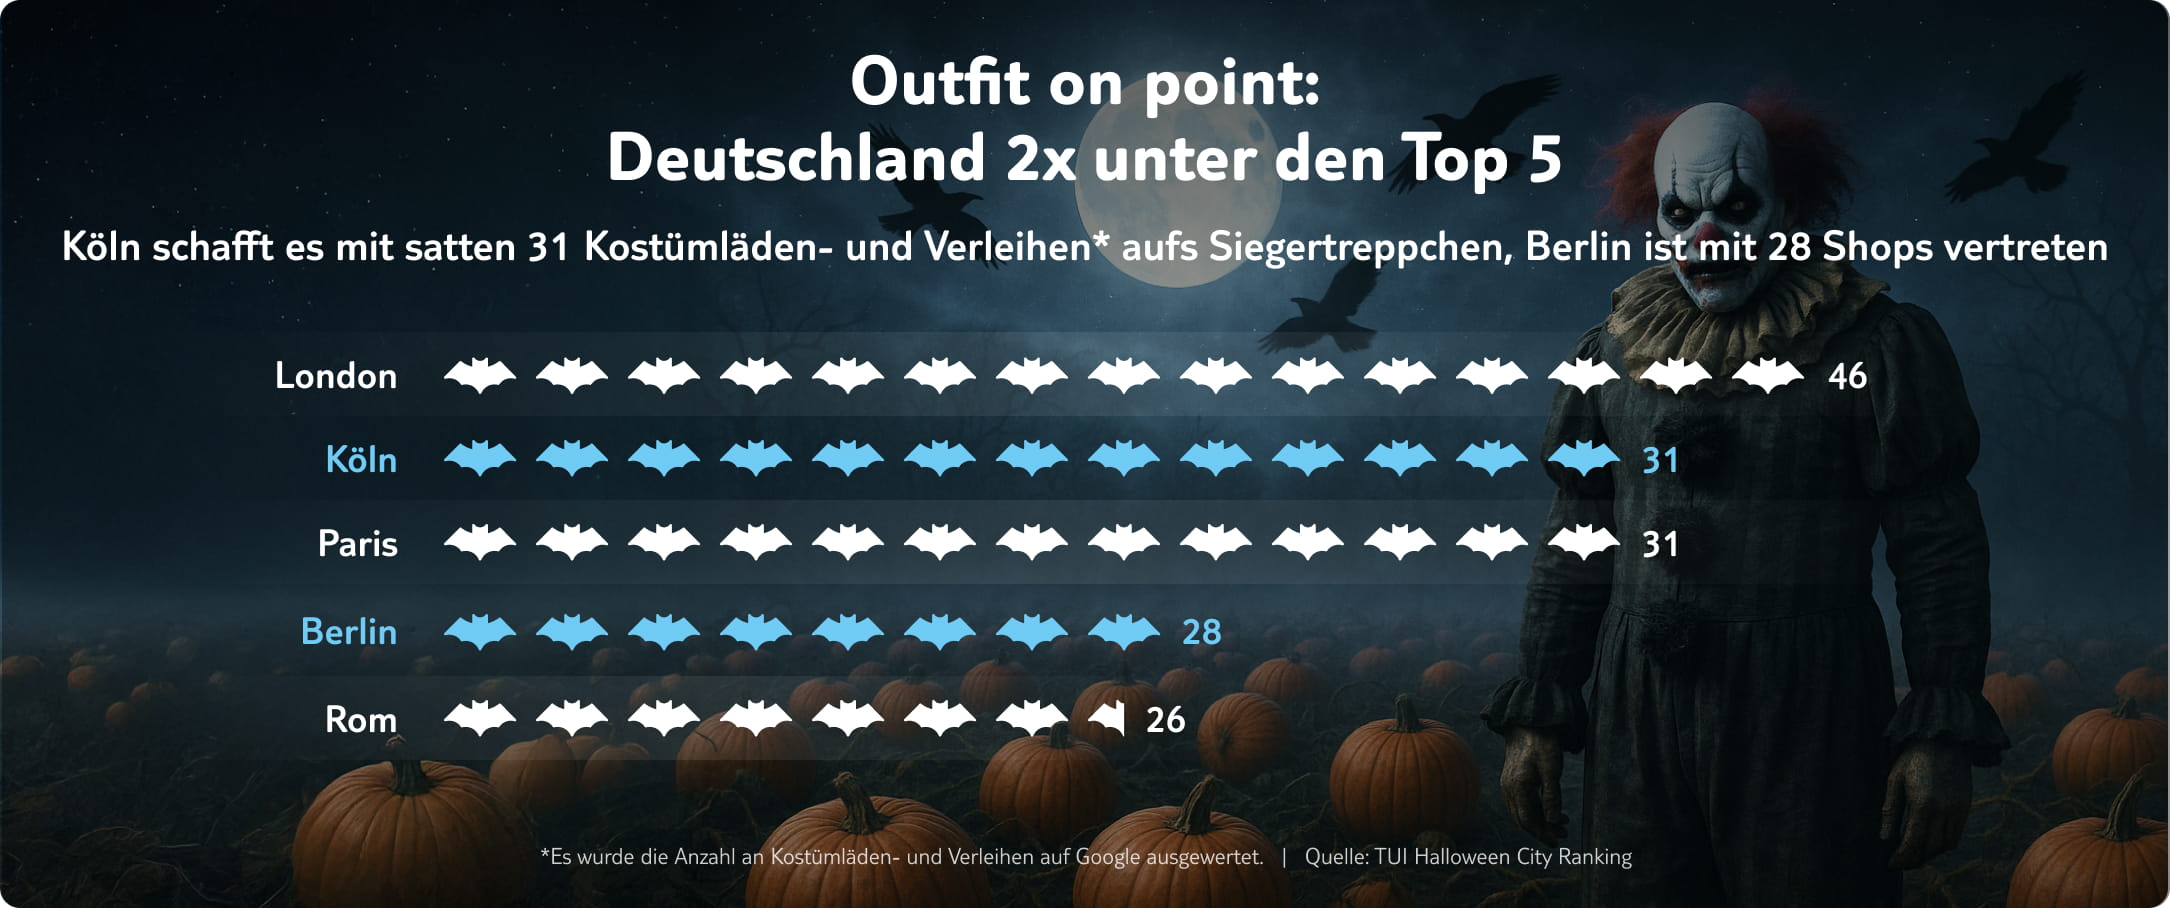 Outfit on point:
Deutschland 2x unter den Top 5
Köln schafft es mit satten 31 Kostümläden- und Verleihen* aufs Siegertreppchen, Berlin ist mit 28 Shops vertreten
London 46
Köln 31
Paris 31
Berlin 28
Rom 26
*Es wurde die Anzahl an Kostümläden- und Verleihen auf Google ausgewertet. | Quelle: TUI Halloween City Ranking